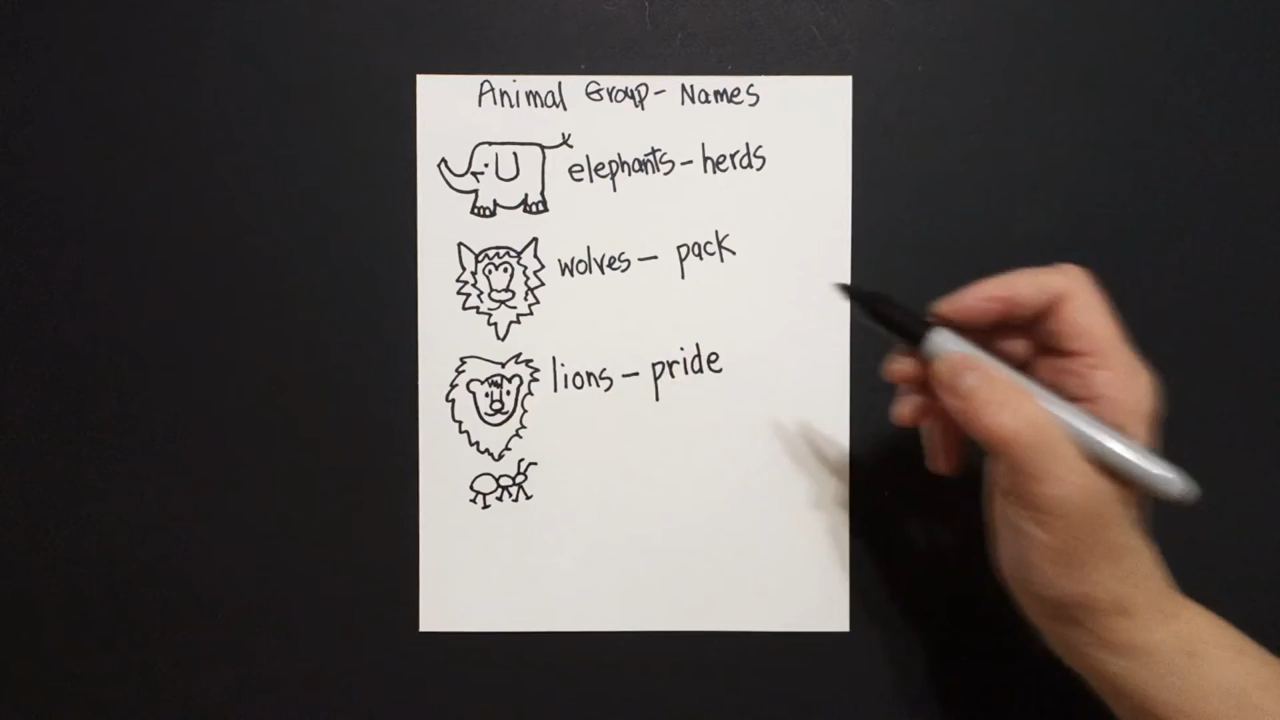 Animal Group - Names
elephants - herds
wolves - pack
lions - pride